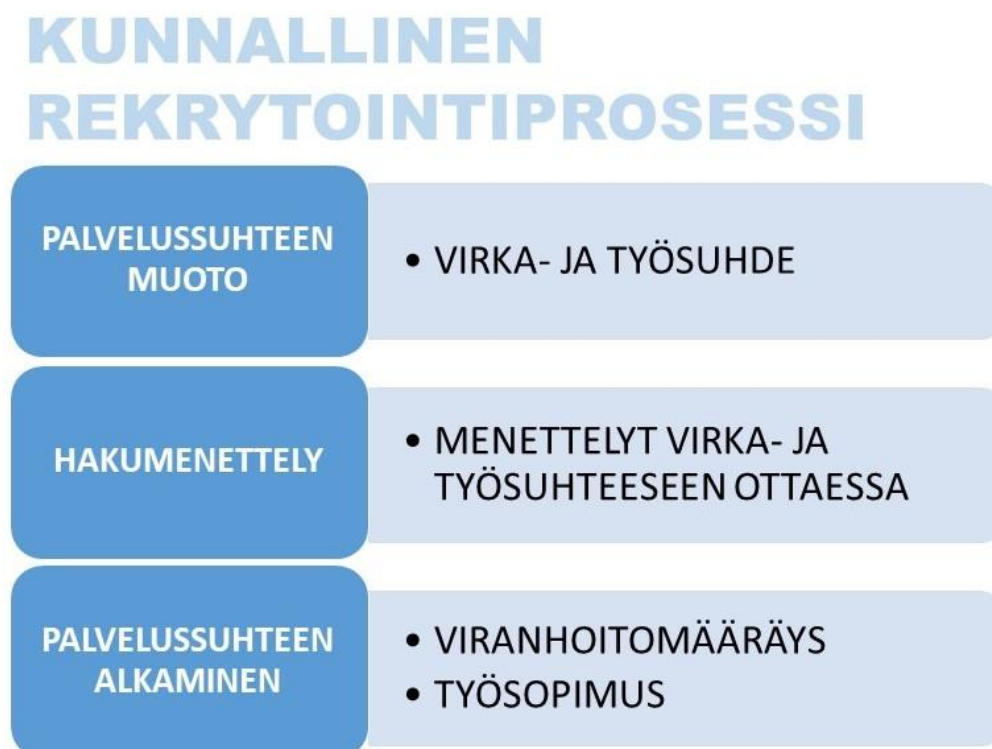 KUNNALLINEN
REKRYTOINTIPROSESSI
PALVELUSSUHTEEN
MUOTO
• VIRKA- JA TYÖSUHDE
HAKUMENETTELY
• MENETTELYT VIRKA- JA
TYÖSUHTEESEEN OTTAESSA
PALVELUSSUHTEEN
ALKAMINEN
• VIRANHOITOMÄÄRÄYS
• TYÖSOPIMUS